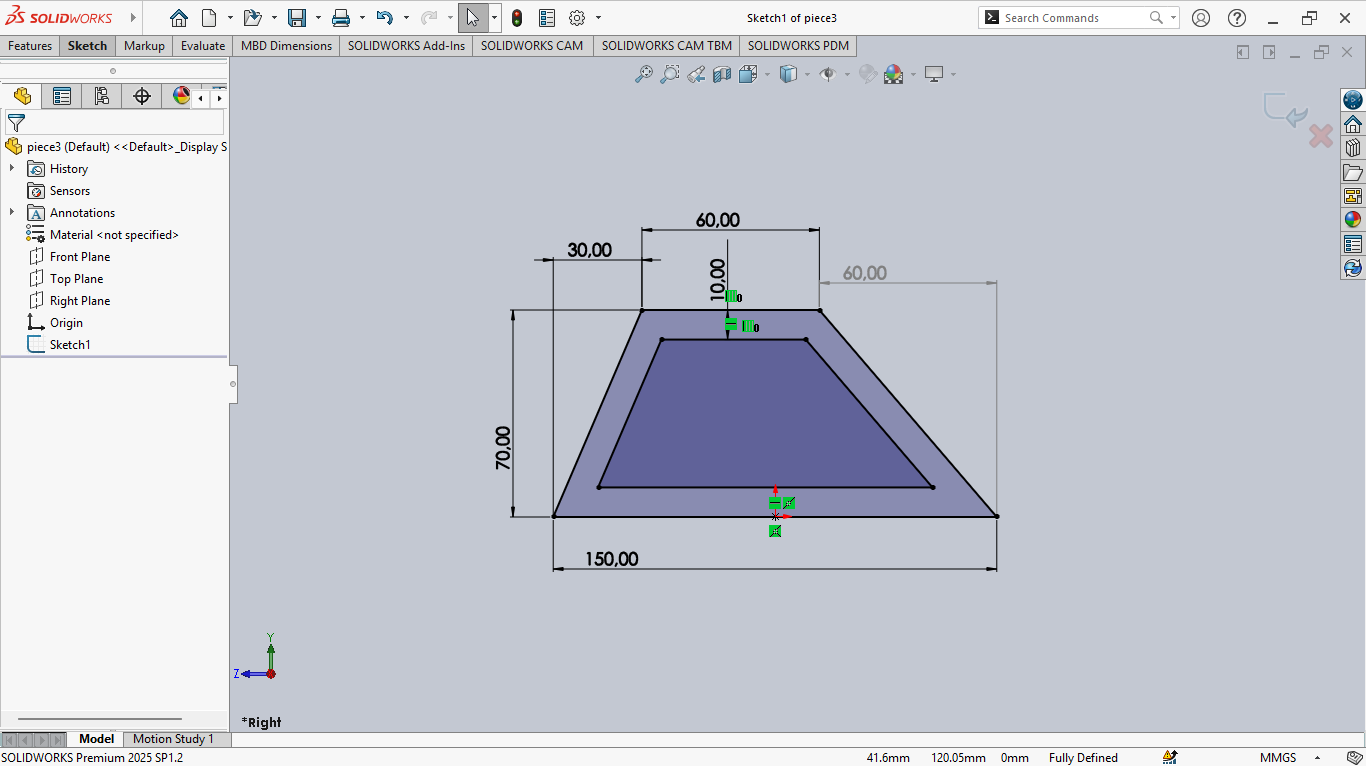 SOLIDWORKS
Sketch1 of piece3
Search Commands
Features Sketch Markup Evaluate MBD Dimensions SOLIDWORKS Add-Ins SOLIDWORKS CAM SOLIDWORKS CAM TBM SOLIDWORKS PDM
piece3 (Default) <<Default>_Display S
History
Sensors
Annotations
Material <not specified>
Front Plane
Top Plane
Right Plane
Origin
Sketch1
60,00
30,00
10,00
60,00
0
0
70,00
150,00
Y
Z
*Right
Model Motion Study 1
SOLIDWORKS Premium 2025 SP1.2 41.6mm 120.05mm 0mm Fully Defined MMGS